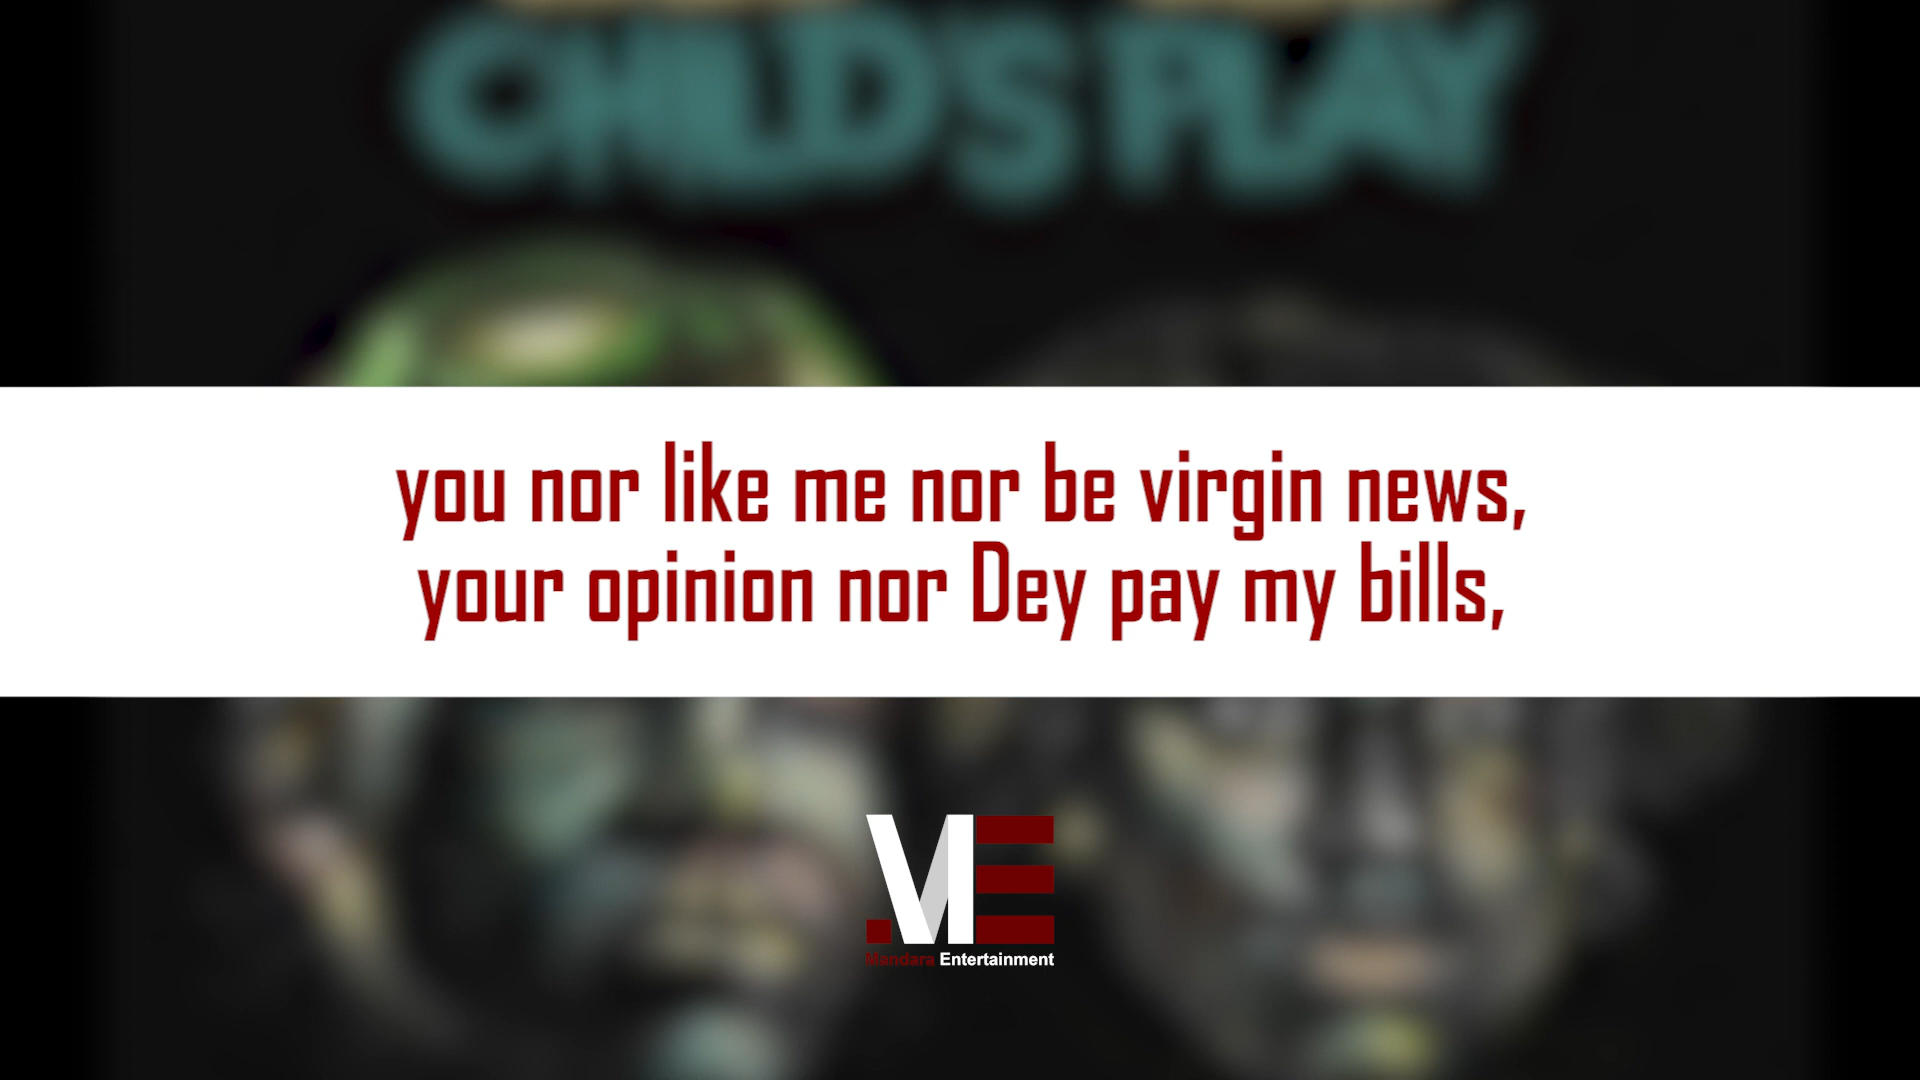 CHILD'S PLAY
you nor like me nor be virgin news,
your opinion nor Dey pay my bills,
ME
Mandara Entertainment